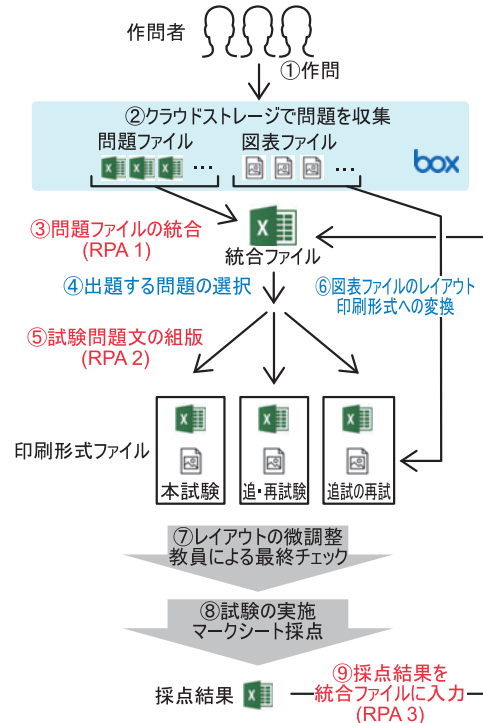 作問者
①作問
②クラウドストレージで問題を収集
問題ファイル
図表ファイル
X X X … …
box
③問題ファイルの統合
(RPA 1)
X
統合ファイル
④出題する問題の選択
⑥図表ファイルのレイアウト
印刷形式への変換
⑤試験問題文の組版
(RPA 2)
X X X
印刷形式ファイル
本試験
追・再試験
追試の再試
⑦レイアウトの微調整
教員による最終チェック
⑧試験の実施
マークシート採点
採点結果 X
⑨採点結果を
統合ファイルに入力
(RPA 3)